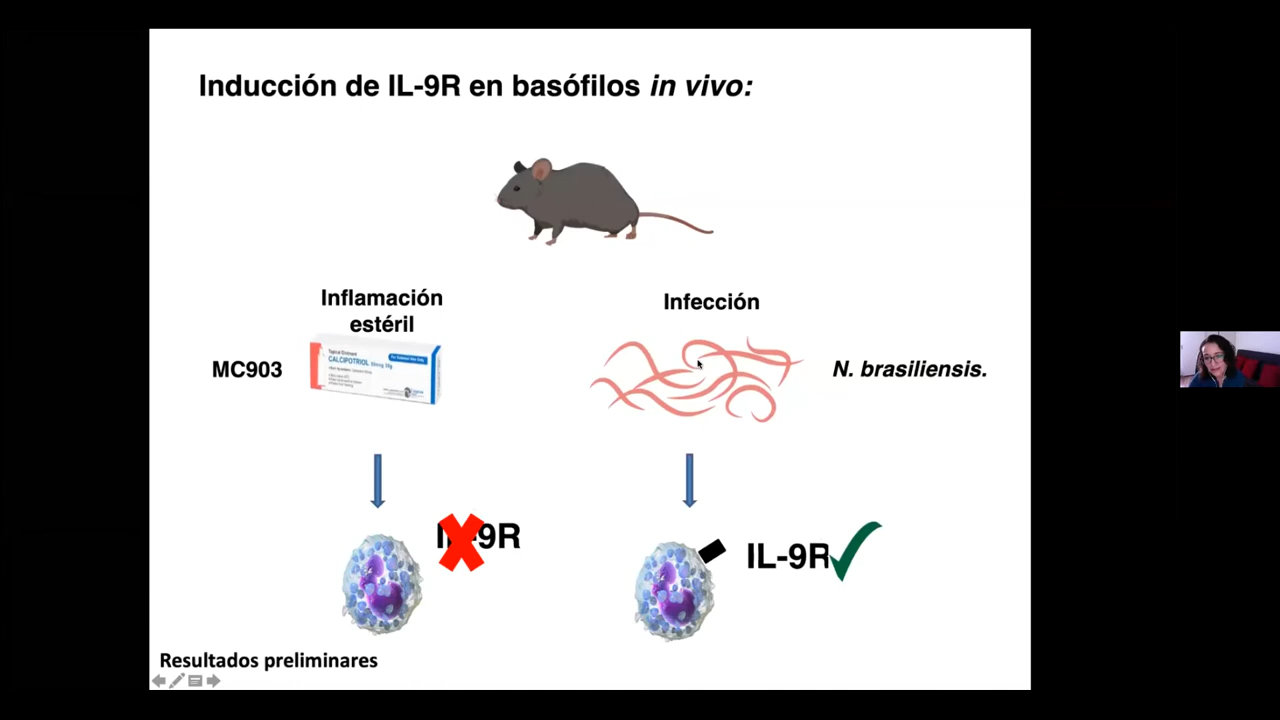 Inducción de IL-9R en basófilos in vivo:
Inflamación
estéril
Infección
MC903
CALCIPOTRIOL
N. brasiliensis.
IL-9R
IL-9R
Resultados preliminares